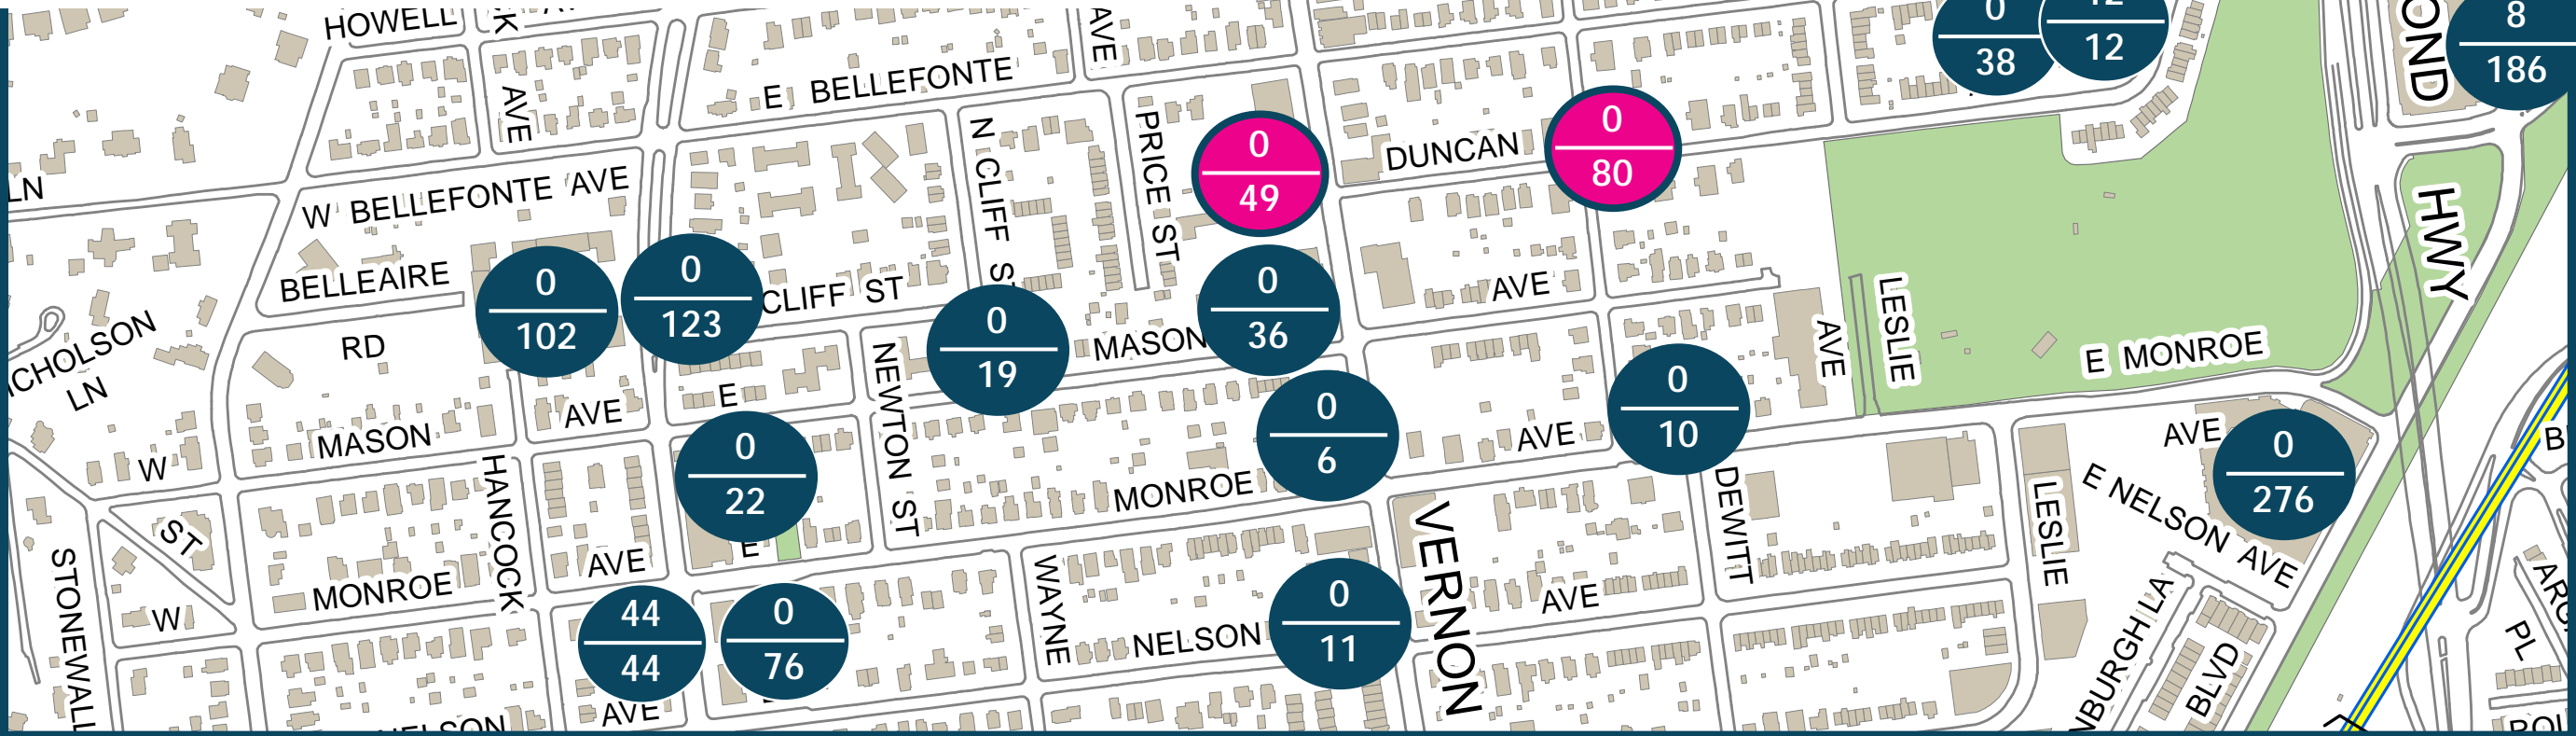 HOWELL
AVE
0
38
12
12
8
186
E BELLEFONTE
AVE
HWY
LN
W BELLEFONTE AVE
N CLIFF
PRICE ST
0
49
DUNCAN
0
80
BELLEAIRE
0
102
0
123
CLIFF ST
0
19
MASON
0
36
AVE
AVE
LESLIE
E MONROE
RD
LN
E
NEWTON ST
0
6
AVE
0
10
AVE
0
276
W
MASON
AVE
HANCOCK
0
22
MONROE
VERNON
DEWITT
LESLIE
E NELSON AVE
ST
STONEWALL
W
MONROE
AVE
E
WAYNE
44
44
0
76
NELSON
0
11
AVE
BLVD
PL
AVE
NELSON